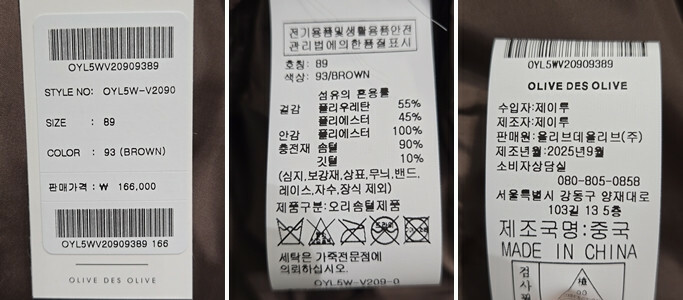 OYL5WV2090938​9
STYLE NO: OYL5W-V2090
SIZE : 89
COLOR : 93 (BROWN)
판매가격 : ₩ 166,000
OYL5WV20909389 166
OLIVE DES OLIVE
전기용품및생활용품안전
관리법에의한품질표시
호칭: 89
색상: 93/BROWN
섬유의 혼용률
겉감 폴리우레탄 55%
폴리에스터 45%
안감 폴리에스터 100%
충전재 솜털 90%
깃털 10%
(심지,보강재,상표,무늬,밴드,
레이스,자수,장식 제외)
제품구분:오리솜털제품
세탁은 가죽전문점에
의뢰하십시오.
OYL5W-V209-0
OYL5WV20909389
OLIVE DES OLIVE
수입자:제이투
제조자:제이투
판매원:올리브데올리브(주)
제조년월:2025년9월
소비자상담실
080-805-0858
서울특별시 강동구 양재대로
103길 13 5층
제조국명:중국
MADE IN CHINA
검
사